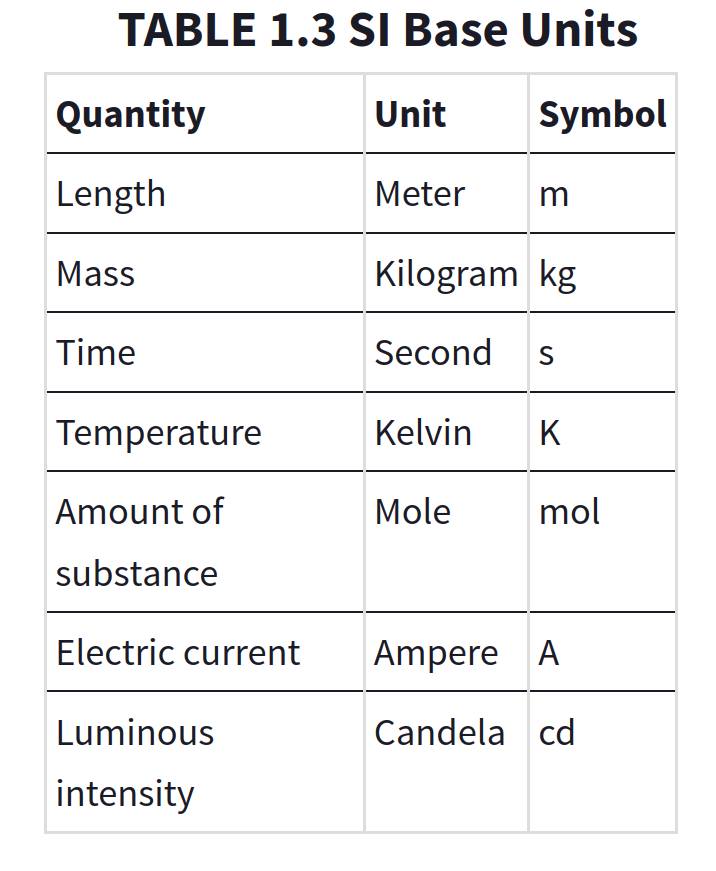 TABLE 1.3 SI Base Units
Quantity Unit Symbol
Length Meter m
Mass Kilogram kg
Time Second s
Temperature Kelvin K
Amount of Mole mol
substance
Electric current Ampere A
Luminous Candela cd
intensity